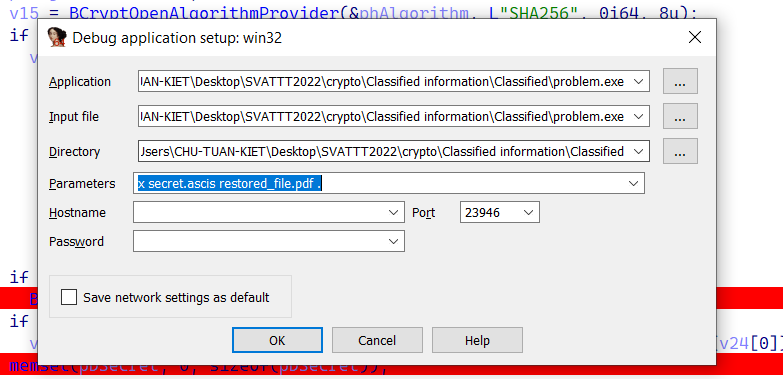 v15 = BCryptOpenAlgorithmProvider(&phAlgorithm, L"SHA256", 0i64, 8u);
if
Debug application setup: win32
v
Application
JAN-KIET\Desktop\SVATTT2022\crypto\Classified information\Classified\problem.exe
...
Input file
JAN-KIET\Desktop\SVATTT2022\crypto\Classified information\Classified\problem.exe
...
Directory
Users\CHU-TUAN-KIET\Desktop\SVATTT2022\crypto\Classified information\Classified
...
Parameters
x secret.ascis restored_file.pdf .
Hostname
Port
23946
Password
if
Save network settings as default
if
OK
Cancel
Help
v
(v24[0]
memset(pbSecret, 0, sizeof(pbSecret));